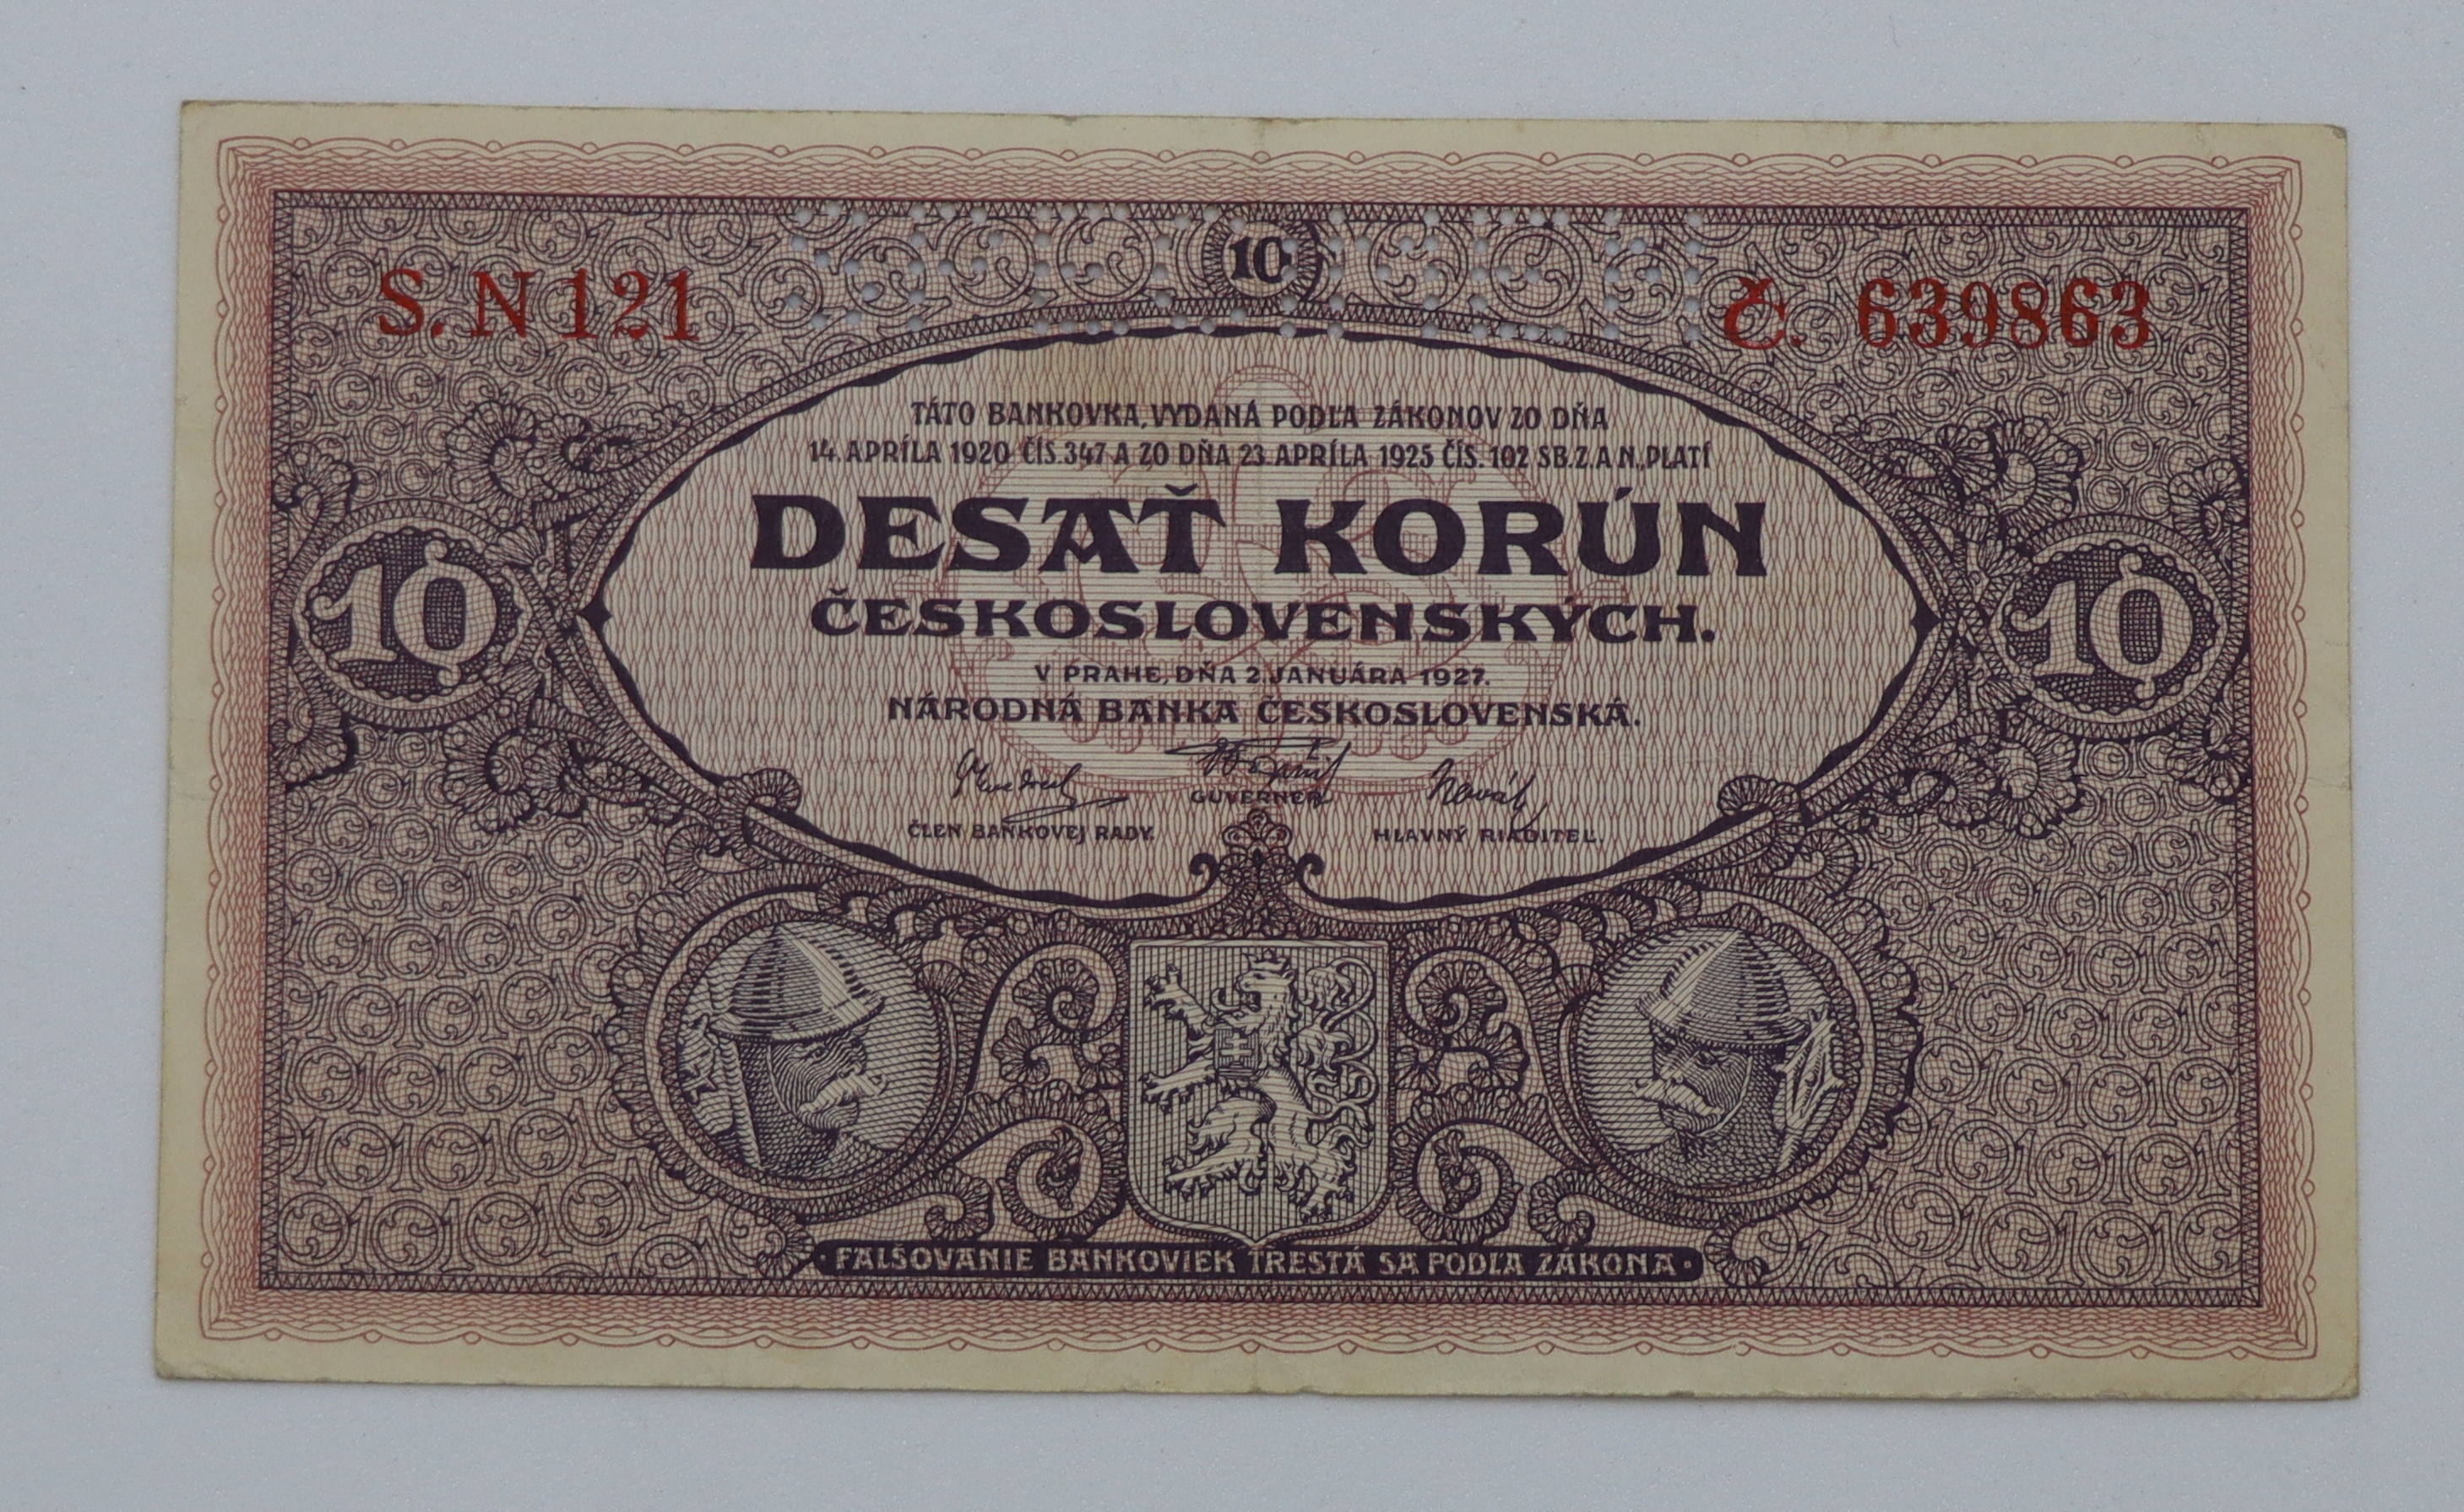 S. N 121
10
Č. 639863
TÁTO BANKOVKA, VYDANÁ PODĽA ZÁKONOV ZO DŇA
14. APRÍLA 1920 ČÍS. 347 A ZO DŇA 23 APRÍLA 1925 ČÍS. 102 SB. Z. A N., PLATÍ
DESAŤ KORÚN
ČESKOSLOVENSKÝCH.
10
10
V PRAHE, DŇA 2. JANUÁRA 1927.
NÁRODNÁ BANKA ČESKOSLOVENSKÁ.
Novák
GUVERNER
ČLEN BANKOVEJ RADY.
HLAVNÝ RIADITEĽ.
• FALŠOVANIE BANKOVIEK TRESTÁ SA PODĽA ZÁKONA •